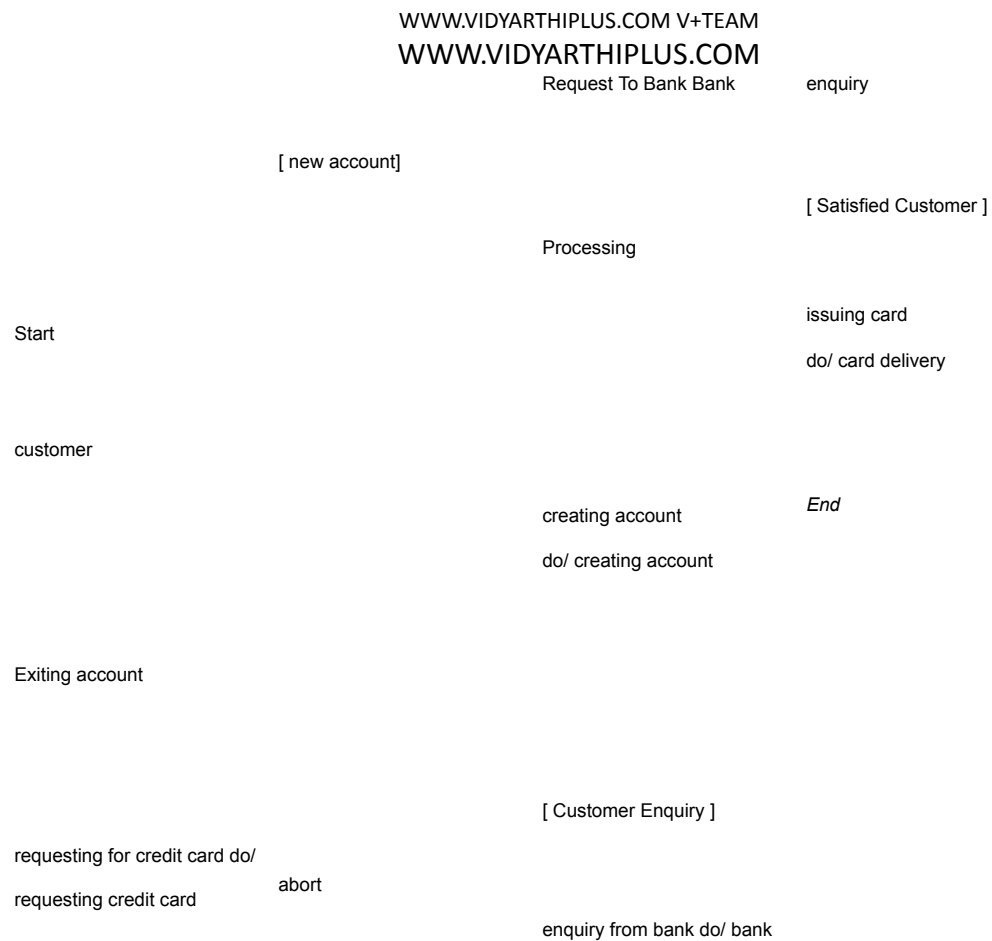 WWW.VIDYARTHIPLUS.COM V+TEAM
WWW.VIDYARTHIPLUS.COM
Start
customer
Exiting account
requesting for credit card do/
requesting credit card
[ new account]
abort
Request To Bank Bank
Processing
creating account
do/ creating account
[ Customer Enquiry ]
enquiry from bank do/ bank
enquiry
[ Satisfied Customer ]
issuing card
do/ card delivery
End